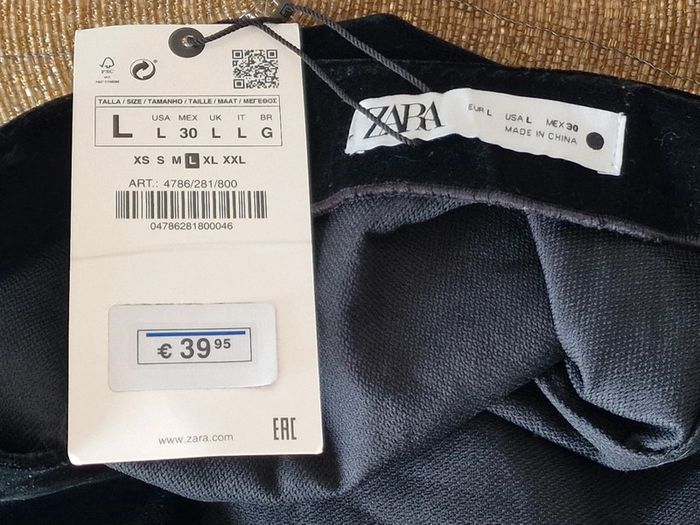 FSC
TALLA / SIZE / TAMANHO / TAILLE / MAAT / ΜΕΓΕΘΟΣ
L
USA MEX UK IT BR
L 30 L L G
XS S M L XL XXL
ART.: 4786/281/800
04786281800046
€ 39 95
www.zara.com
EAC
ZARA
EUR L USA L MEX 30
MADE IN CHINA